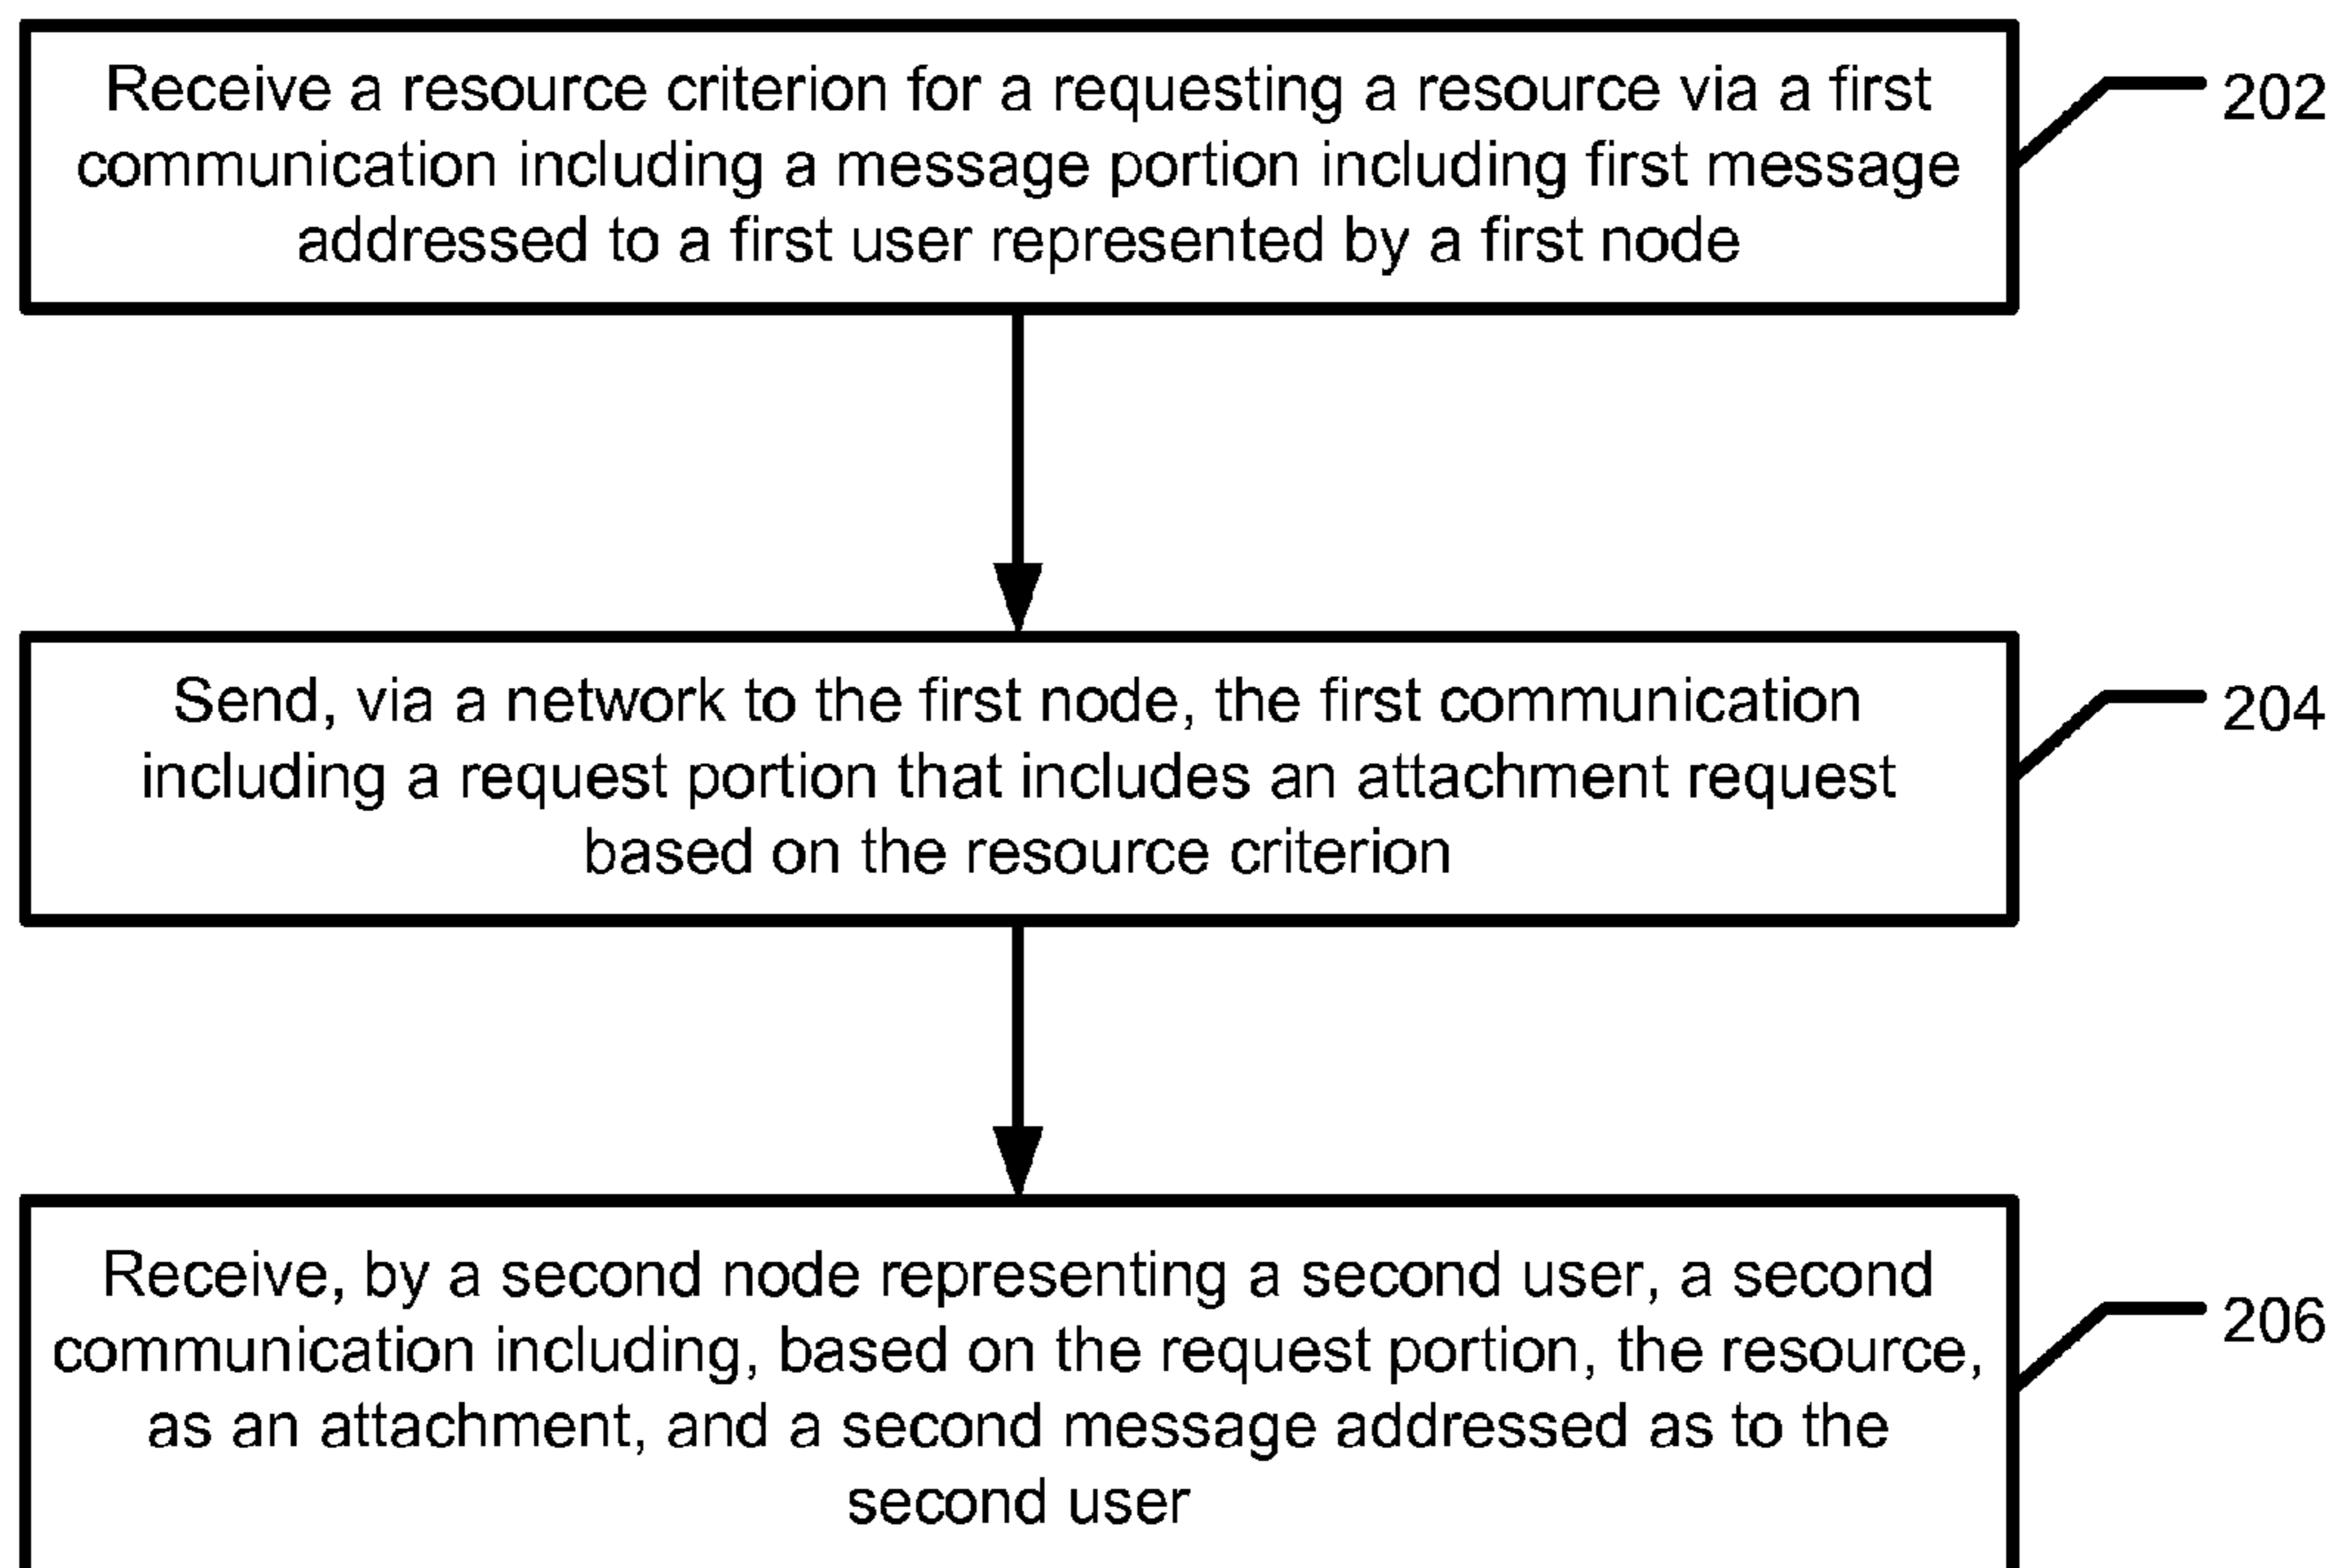 Receive a resource criterion for a requesting a resource via a first
communication including a message portion including first message
addressed to a first user represented by a first node
202
Send, via a network to the first node, the first communication
including a request portion that includes an attachment request
based on the resource criterion
204
Receive, by a second node representing a second user, a second
communication including, based on the request portion, the resource,
as an attachment, and a second message addressed as to the
second user
206